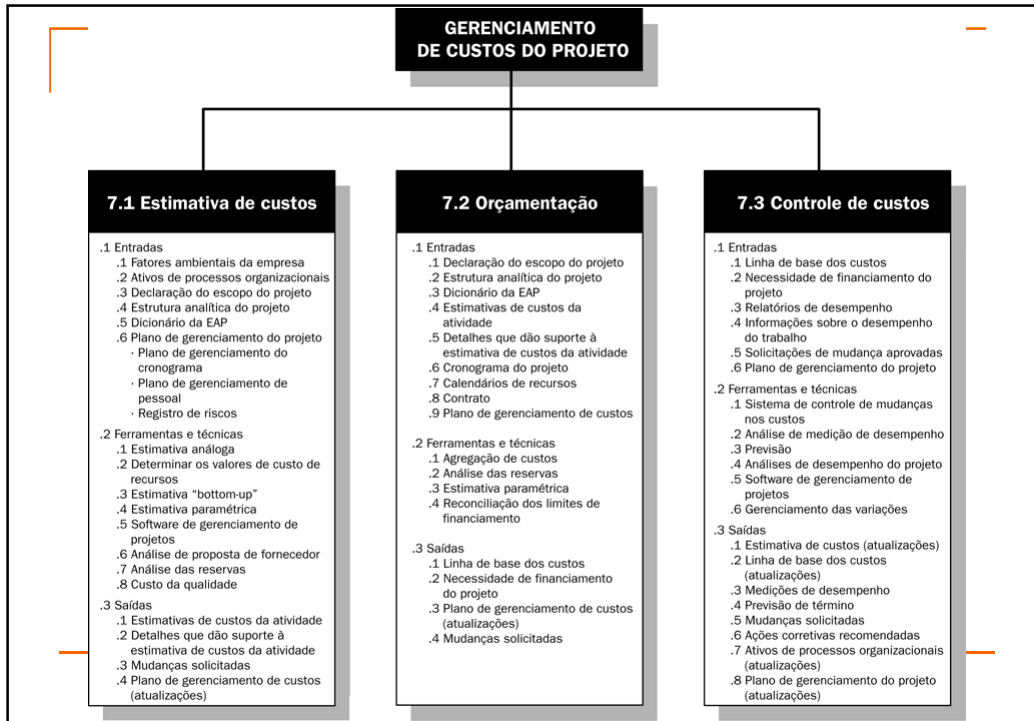 GERENCIAMENTO
DE CUSTOS DO PROJETO
7.1 Estimativa de custos
.1 Entradas
.1 Fatores ambientais da empresa
.2 Ativos de processos organizacionais
.3 Declaração do escopo do projeto
.4 Estrutura analítica do projeto
.5 Dicionário da EAP
.6 Plano de gerenciamento do projeto
· Plano de gerenciamento do
cronograma
· Plano de gerenciamento de
pessoal
· Registro de riscos
.2 Ferramentas e técnicas
.1 Estimativa análoga
.2 Determinar os valores de custo de
recursos
.3 Estimativa “bottom-up”
.4 Estimativa paramétrica
.5 Software de gerenciamento de
projetos
.6 Análise de proposta de fornecedor
.7 Análise das reservas
.8 Custo da qualidade
.3 Saídas
.1 Estimativas de custos da atividade
.2 Detalhes que dão suporte à
estimativa de custos da atividade
.3 Mudanças solicitadas
.4 Plano de gerenciamento de custos
(atualizações)
7.2 Orçamentação
.1 Entradas
.1 Declaração do escopo do projeto
.2 Estrutura analítica do projeto
.3 Dicionário da EAP
.4 Estimativas de custos da
atividade
.5 Detalhes que dão suporte à
estimativa de custos da atividade
.6 Cronograma do projeto
.7 Calendários de recursos
.8 Contrato
.9 Plano de gerenciamento de custos
.2 Ferramentas e técnicas
.1 Agregação de custos
.2 Análise das reservas
.3 Estimativa paramétrica
.4 Reconciliação dos limites de
financiamento
.3 Saídas
.1 Linha de base dos custos
.2 Necessidade de financiamento
do projeto
.3 Plano de gerenciamento de custos
(atualizações)
.4 Mudanças solicitadas
7.3 Controle de custos
.1 Entradas
.1 Linha de base dos custos
.2 Necessidade de financiamento do
projeto
.3 Relatórios de desempenho
.4 Informações sobre o desempenho
do trabalho
.5 Solicitações de mudança aprovadas
.6 Plano de gerenciamento do projeto
.2 Ferramentas e técnicas
.1 Sistema de controle de mudanças
nos custos
.2 Análise de medição de desempenho
.3 Previsão
.4 Análises de desempenho do projeto
.5 Software de gerenciamento de
projetos
.6 Gerenciamento das variações
.3 Saídas
.1 Estimativa de custos (atualizações)
.2 Linha de base dos custos
(atualizações)
.3 Medições de desempenho
.4 Previsão de término
.5 Mudanças solicitadas
.6 Ações corretivas recomendadas
.7 Ativos de processos organizacionais
(atualizações)
.8 Plano de gerenciamento do projeto
(atualizações)